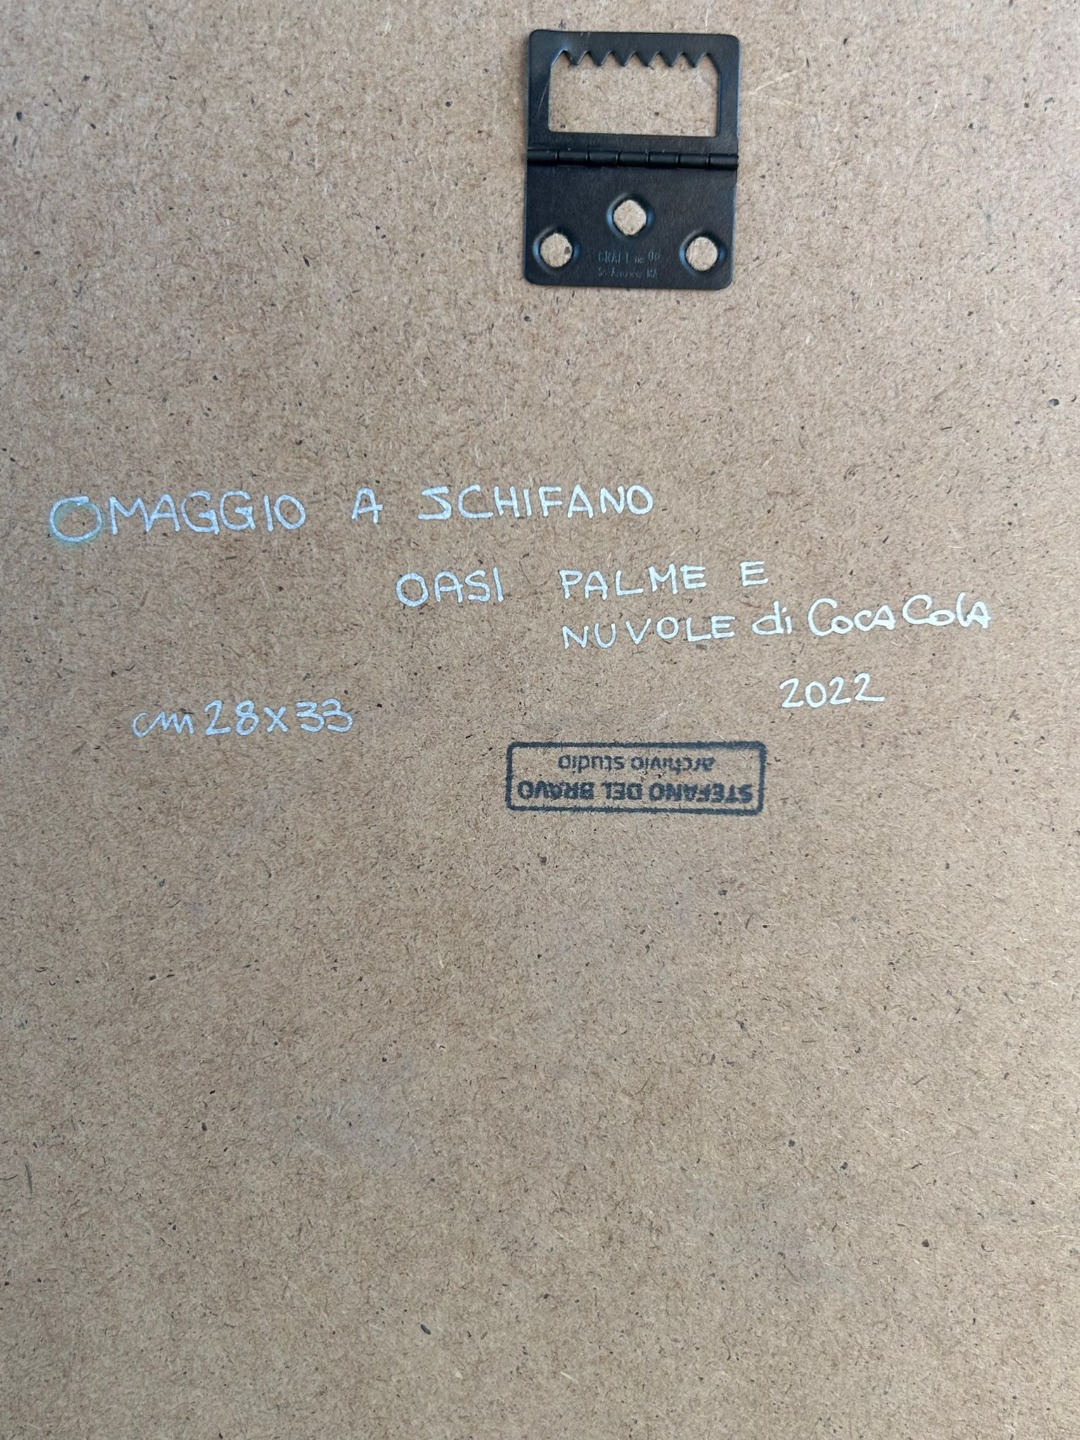 OMAGGIO A SCHIFANO
OASI PALME E
NUVOLE di CocA ColA
2022
cm 28x33
STEFANO DEL BRAVO
archivio studio